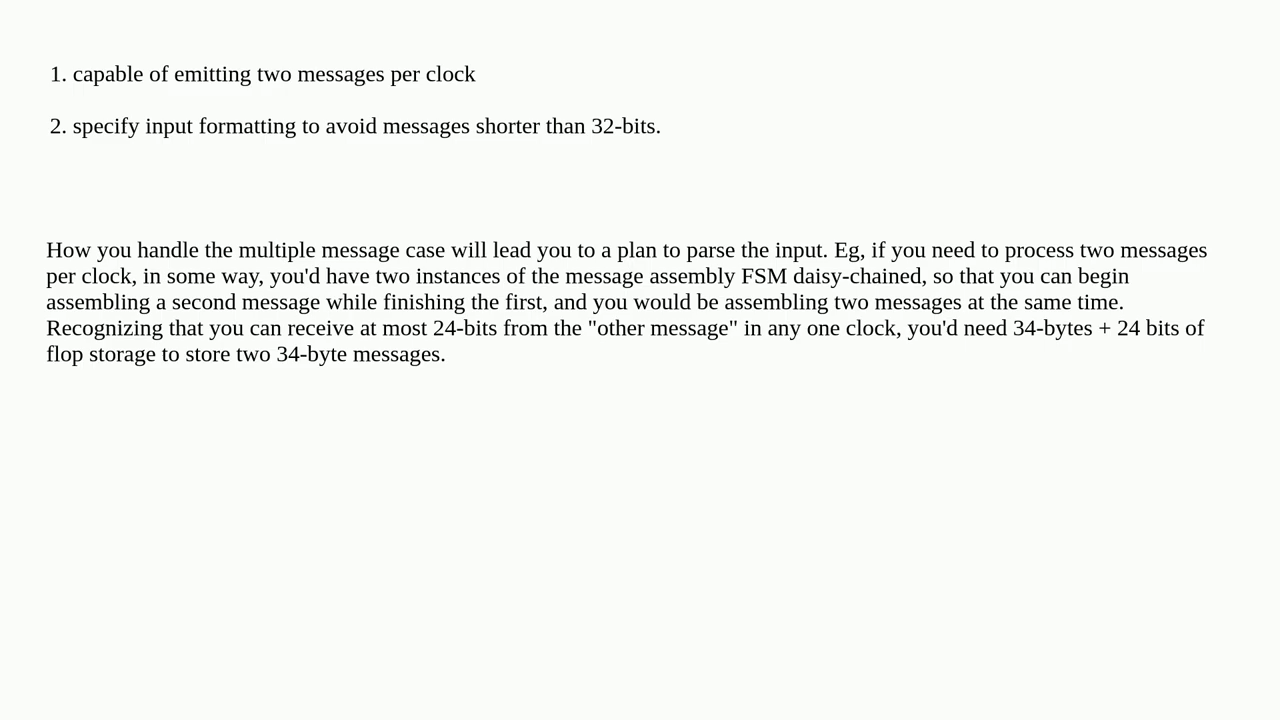 1. capable of emitting two messages per clock
2. specify input formatting to avoid messages shorter than 32-bits.
How you handle the multiple message case will lead you to a plan to parse the input. Eg, if you need to process two messages
per clock, in some way, you'd have two instances of the message assembly FSM daisy-chained, so that you can begin
assembling a second message while finishing the first, and you would be assembling two messages at the same time.
Recognizing that you can receive at most 24-bits from the "other message" in any one clock, you'd need 34-bytes + 24 bits of
flop storage to store two 34-byte messages.